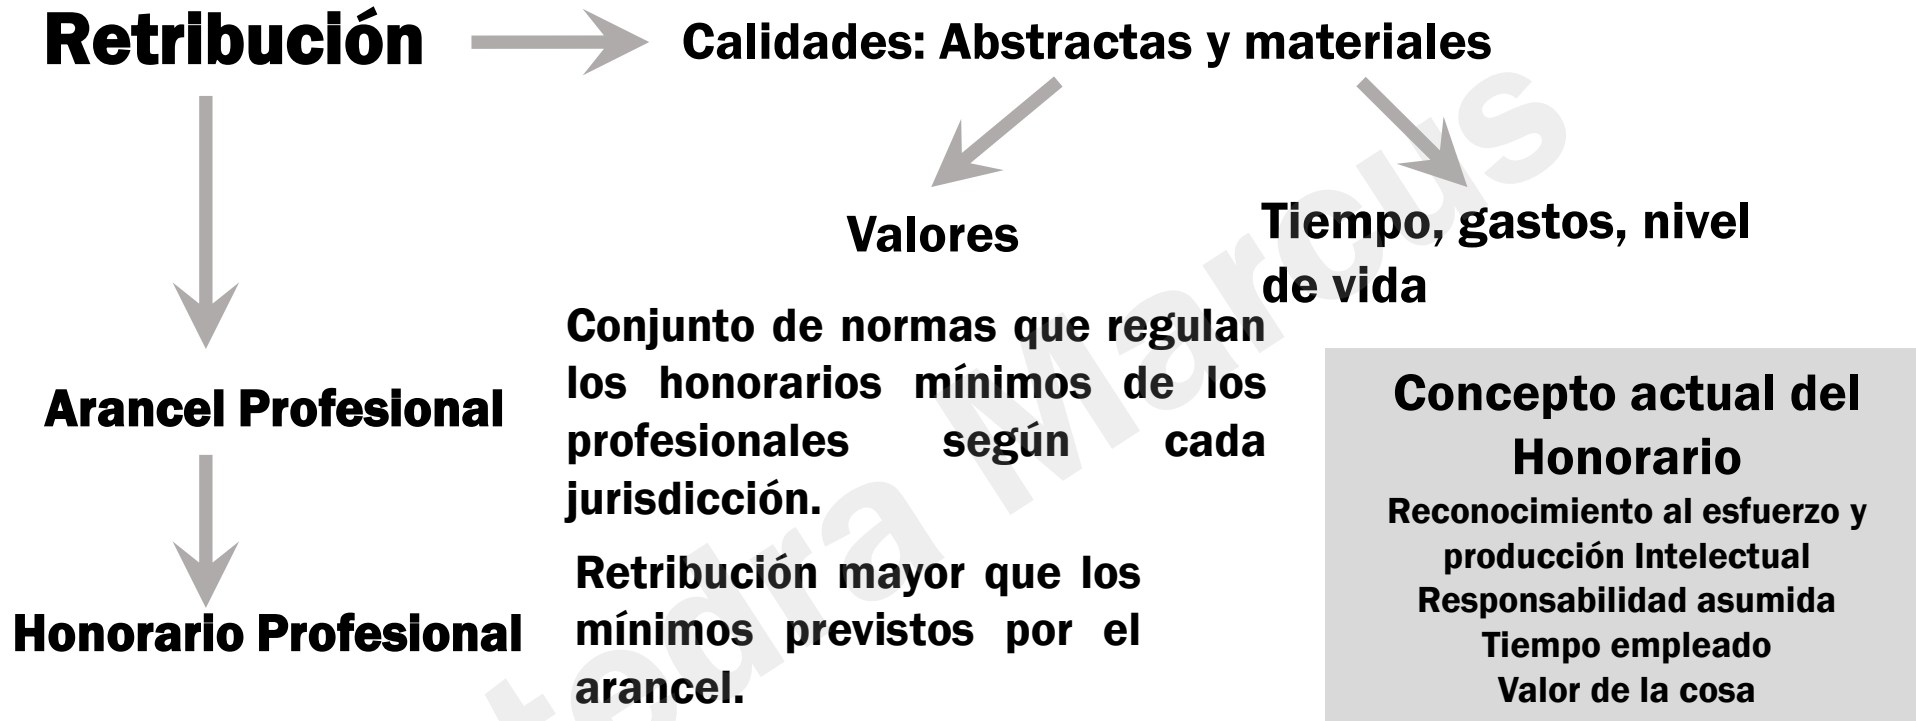 Retribución
Calidades: Abstractas y materiales
Valores
Tiempo, gastos, nivel
de vida
Arancel Profesional
Conjunto de normas que regulan
los honorarios mínimos de los
profesionales según cada
jurisdicción.
Honorario Profesional
Retribución mayor que los
mínimos previstos por el
arancel.
Concepto actual del
Honorario
Reconocimiento al esfuerzo y
producción Intelectual
Responsabilidad asumida
Tiempo empleado
Valor de la cosa
tedra Marcus